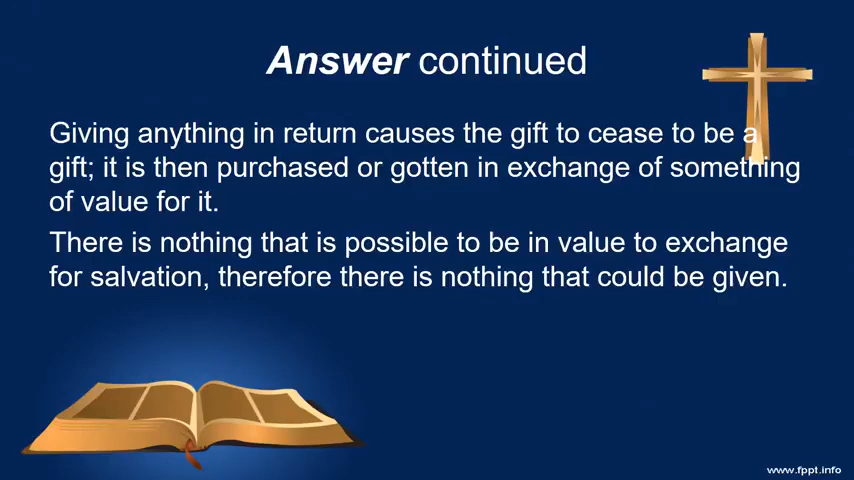 Answer continued
Giving anything in return causes the gift to cease to be a
gift; it is then purchased or gotten in exchange of something
of value for it.
There is nothing that is possible to be in value to exchange
for salvation, therefore there is nothing that could be given.
www.fppt.info